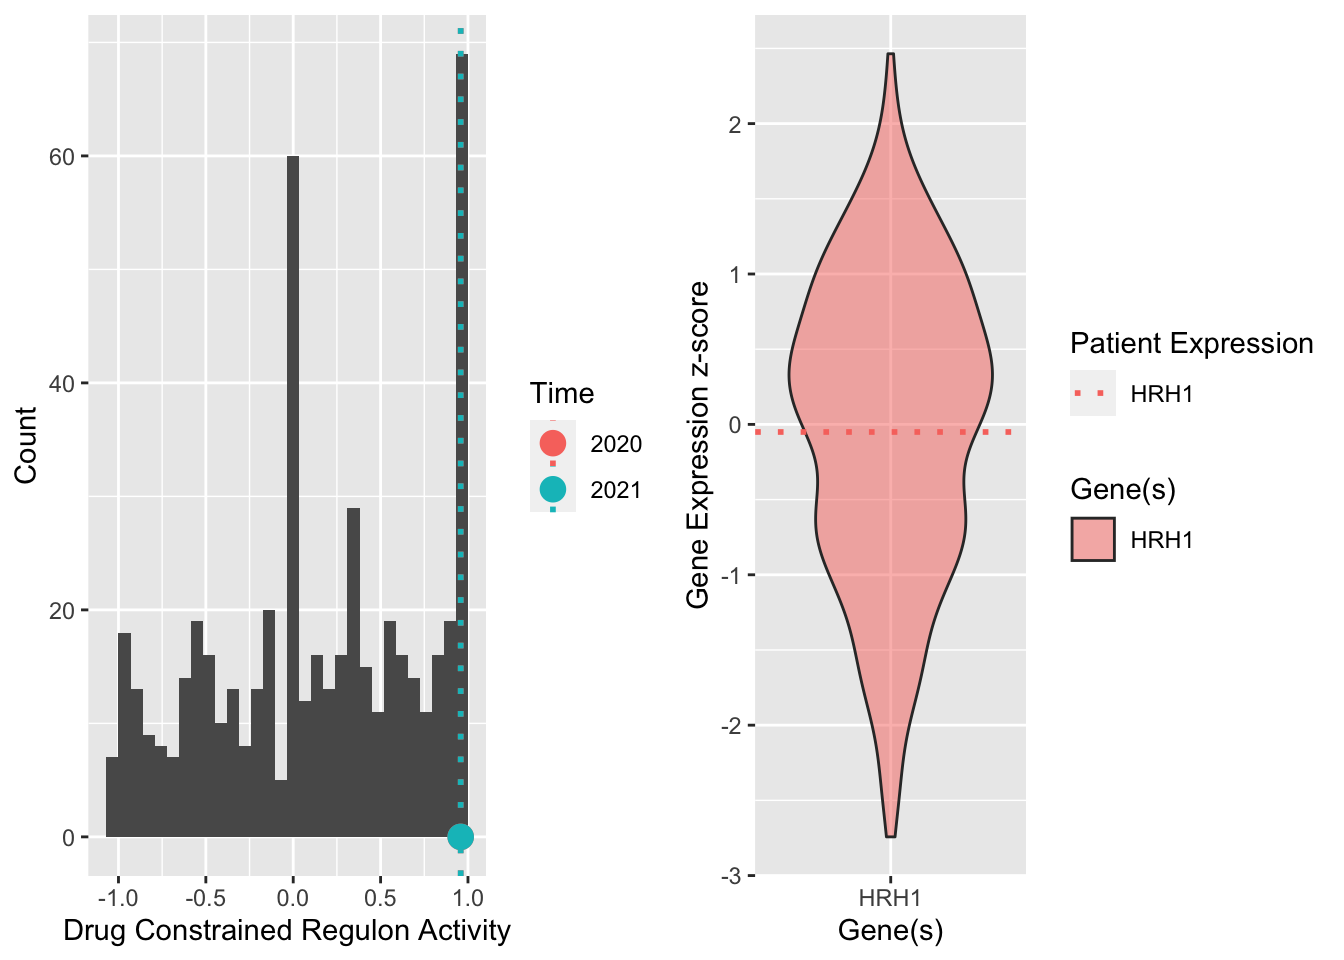 Count
60
40
20
0
-1.0
-0.5
0.0
0.5
1.0
Drug Constrained Regulon Activity
Time
2020
2021
Gene Expression z-score
2
1
0
-1
-2
-3
HRH1
Gene(s)
Patient Expression
HRH1
Gene(s)
HRH1